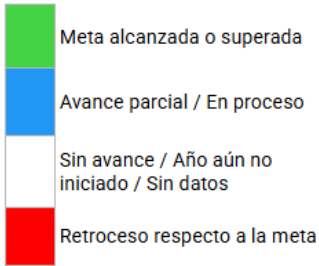 Meta alcanzada o superada
Avance parcial / En proceso
Sin avance / Año aún no
iniciado / Sin datos
Retroceso respecto a la meta